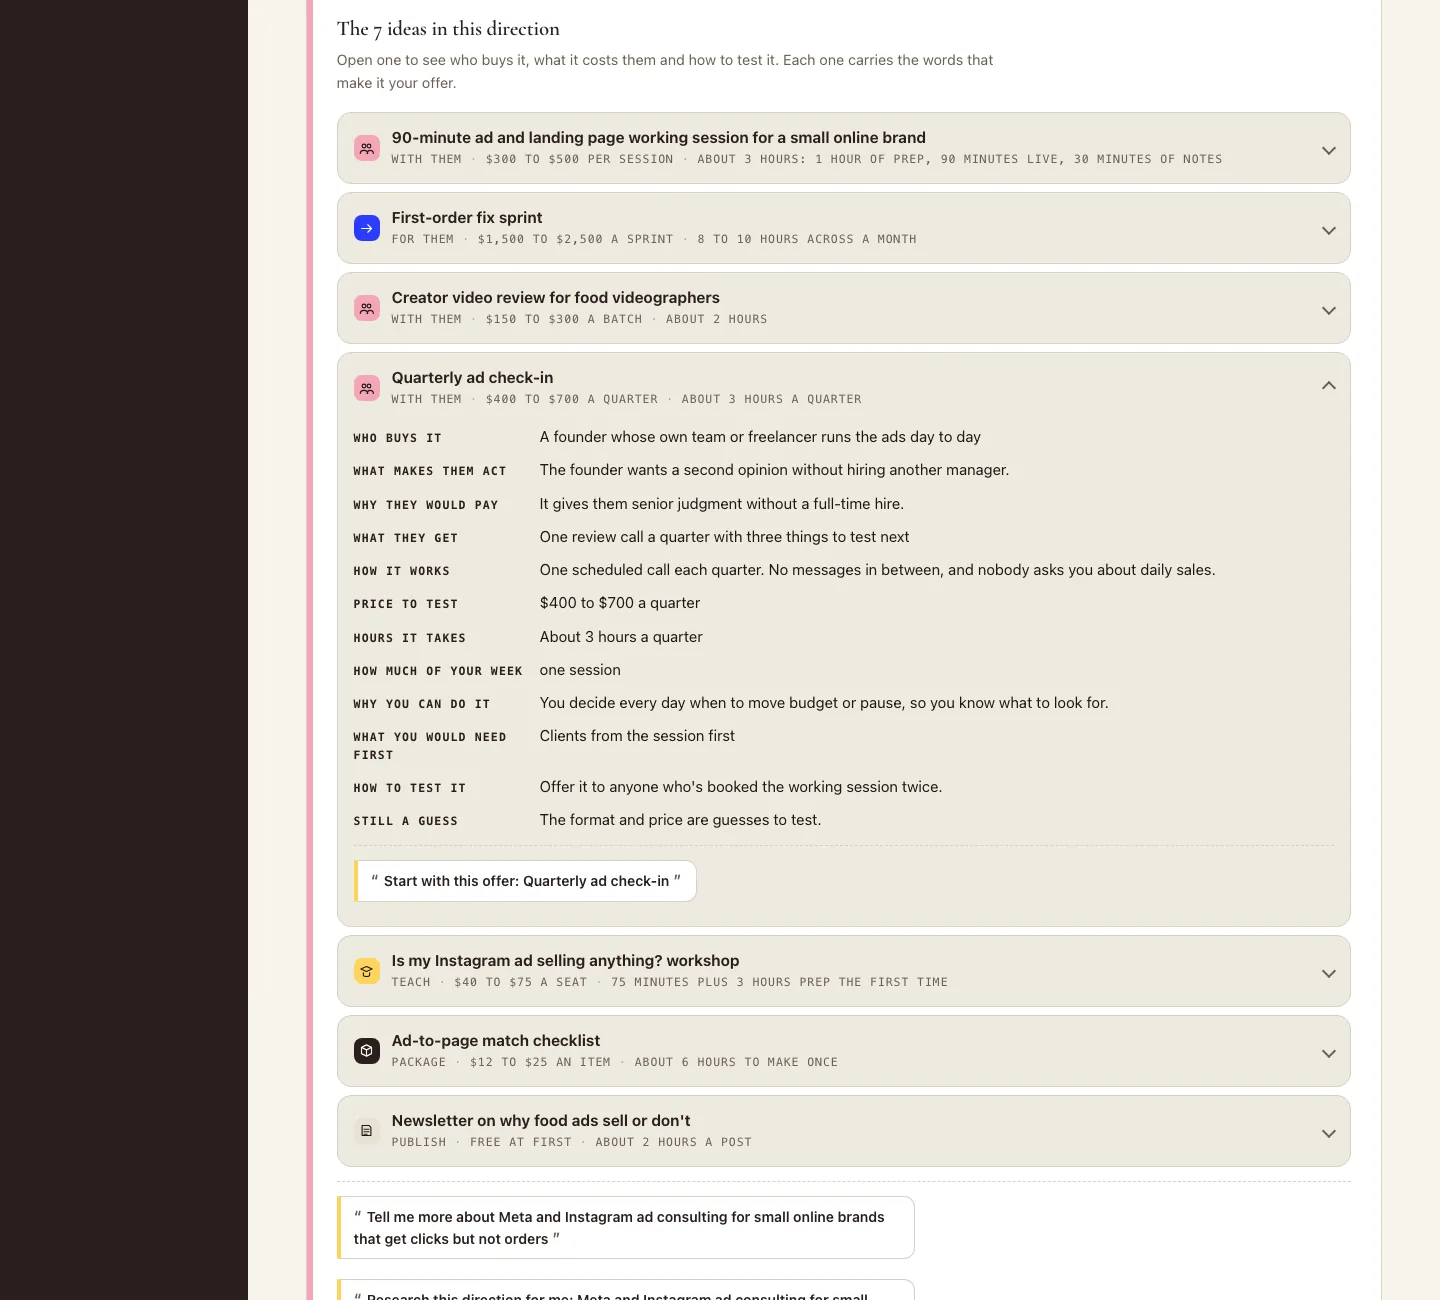 The 7 ideas in this direction
Open one to see who buys it, what it costs them and how to test it. Each one carries the words that
make it your offer.
90-minute ad and landing page working session for a small online brand
WITH THEM · $300 TO $500 PER SESSION · ABOUT 3 HOURS: 1 HOUR OF PREP, 90 MINUTES LIVE, 30 MINUTES OF NOTES
First-order fix sprint
FOR THEM · $1,500 TO $2,500 A SPRINT · 8 TO 10 HOURS ACROSS A MONTH
Creator video review for food videographers
WITH THEM · $150 TO $300 A BATCH · ABOUT 2 HOURS
Quarterly ad check-in
WITH THEM · $400 TO $700 A QUARTER · ABOUT 3 HOURS A QUARTER
WHO BUYS IT A founder whose own team or freelancer runs the ads day to day
WHAT MAKES THEM ACT The founder wants a second opinion without hiring another manager.
WHY THEY WOULD PAY It gives them senior judgment without a full-time hire.
WHAT THEY GET One review call a quarter with three things to test next
HOW IT WORKS One scheduled call each quarter. No messages in between, and nobody asks you about daily sales.
PRICE TO TEST $400 to $700 a quarter
HOURS IT TAKES About 3 hours a quarter
HOW MUCH OF YOUR WEEK one session
WHY YOU CAN DO IT You decide every day when to move budget or pause, so you know what to look for.
WHAT YOU WOULD NEED Clients from the session first
FIRST
HOW TO TEST IT Offer it to anyone who's booked the working session twice.
STILL A GUESS The format and price are guesses to test.
“ Start with this offer: Quarterly ad check-in ”
Is my Instagram ad selling anything? workshop
TEACH · $40 TO $75 A SEAT · 75 MINUTES PLUS 3 HOURS PREP THE FIRST TIME
Ad-to-page match checklist
PACKAGE · $12 TO $25 AN ITEM · ABOUT 6 HOURS TO MAKE ONCE
Newsletter on why food ads sell or don't
PUBLISH · FREE AT FIRST · ABOUT 2 HOURS A POST
“ Tell me more about Meta and Instagram ad consulting for small online brands
that get clicks but not orders ”
“ Research this direction for me: Meta and Instagram ad consulting for small